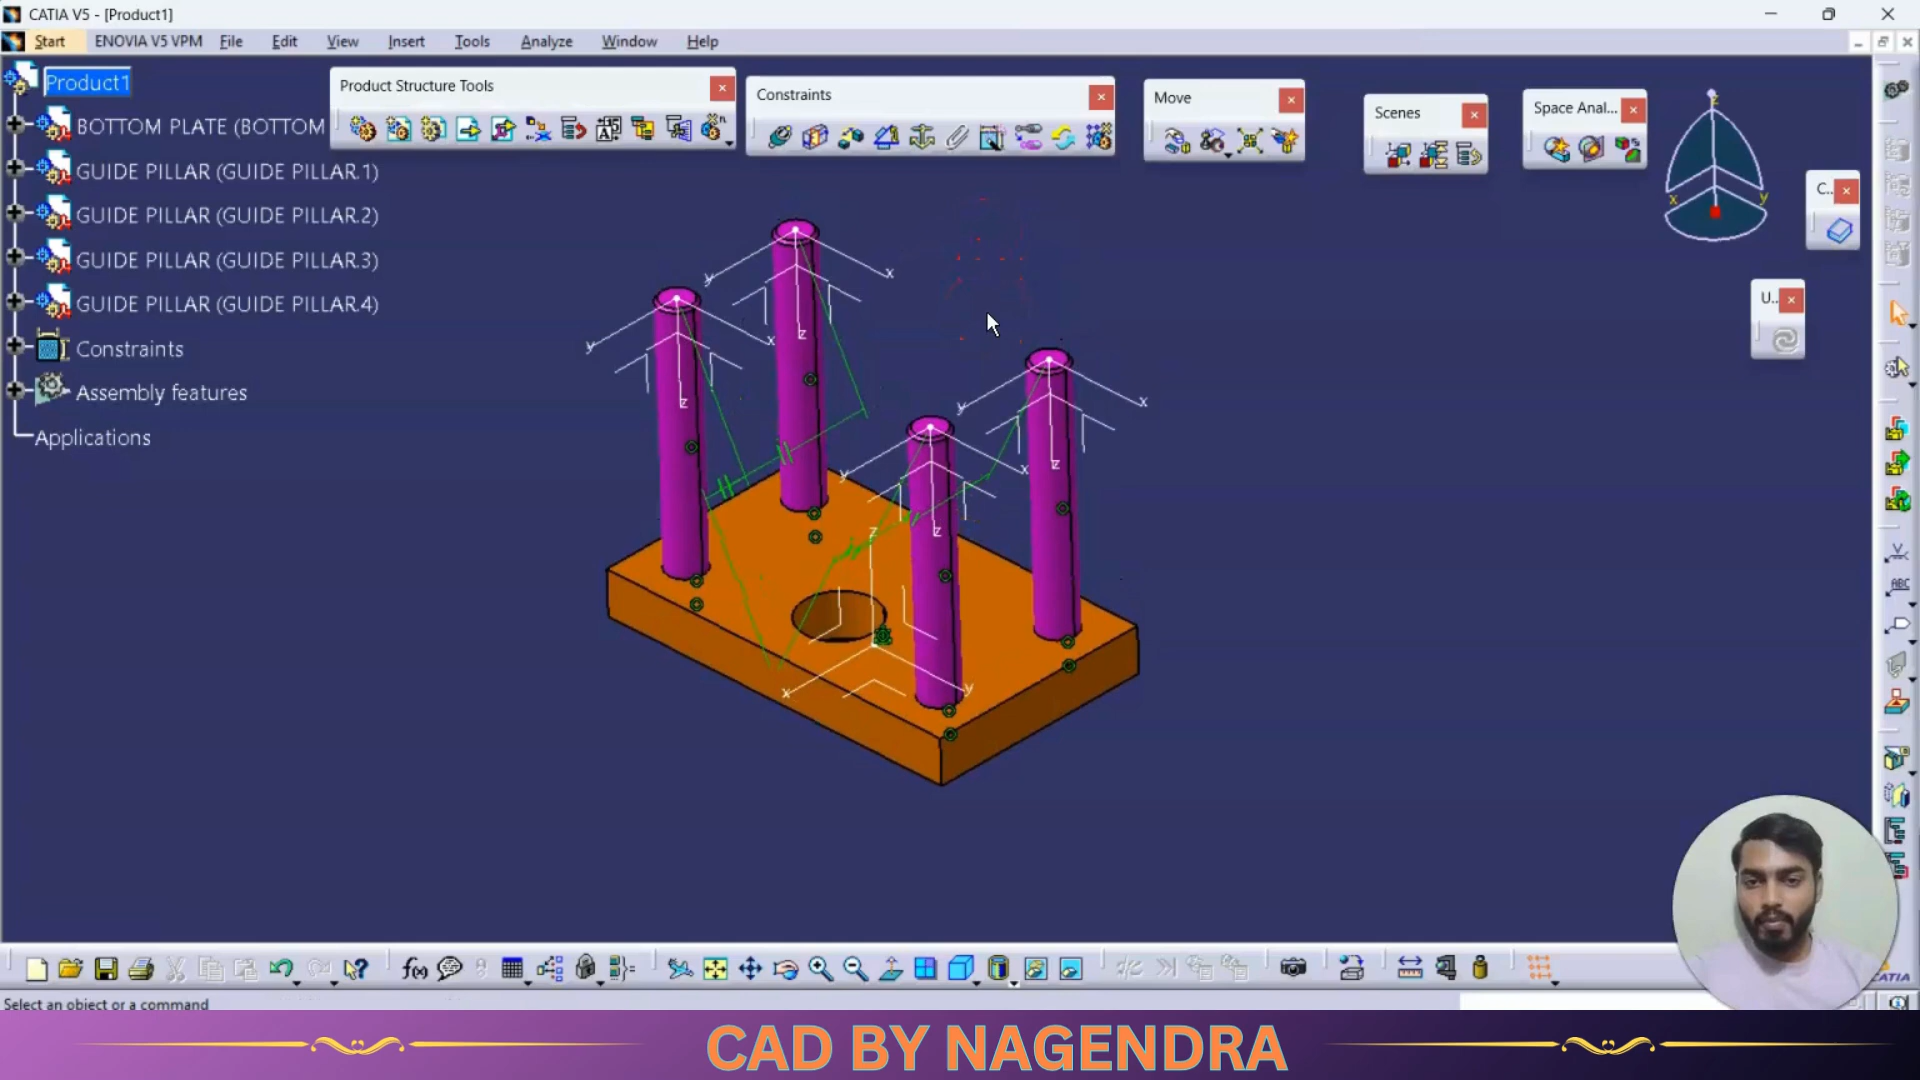 CATIA V5 - [Product1]
Start ENOVIA V5 VPM File Edit View Insert Tools Analyze Window Help
Product1
BOTTOM PLATE (BOTTOM
GUIDE PILLAR (GUIDE PILLAR.1)
GUIDE PILLAR (GUIDE PILLAR.2)
GUIDE PILLAR (GUIDE PILLAR.3)
GUIDE PILLAR (GUIDE PILLAR.4)
Constraints
Assembly features
Applications
Product Structure Tools
Constraints
Move
Scenes
Space Anal...
C...
U...
z
x
y
y
x
z
y
x
z
y
x
z
y
x
z
z
x
y
ABC
f(x)
CATIA
Select an object or a command
CAD BY NAGENDRA